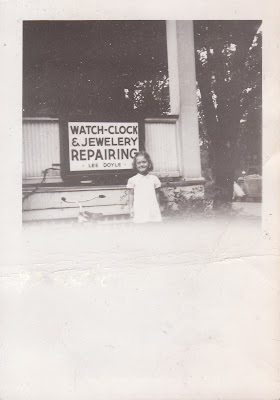 WATCH-CLOCK
& JEWELERY
REPAIRING
- LEE DOYLE -